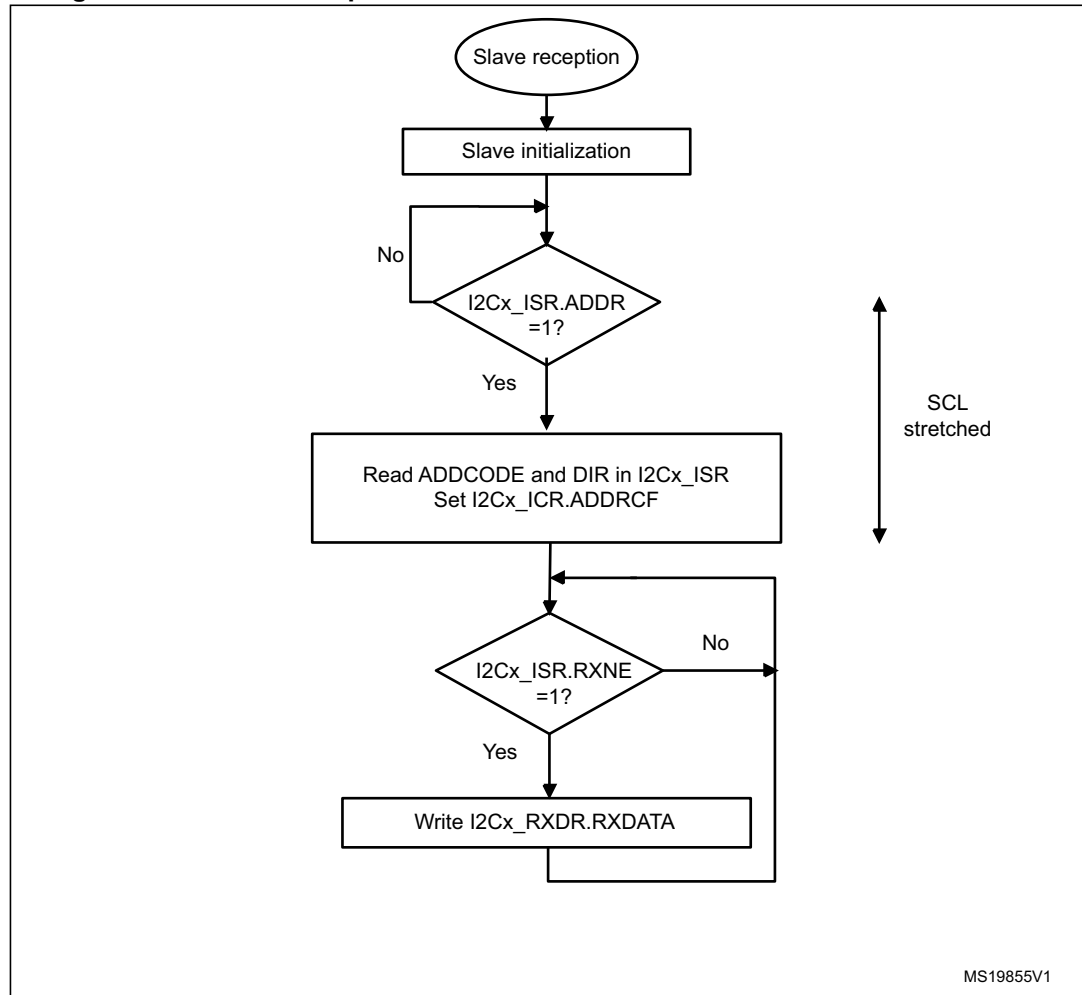 Slave reception
Slave initialization
No
I2Cx_ISR.ADDR
=1?
Yes
SCL
stretched
Read ADDCODE and DIR in I2Cx_ISR
Set I2Cx_ICR.ADDRCF
No
I2Cx_ISR.RXNE
=1?
Yes
Write I2Cx_RXDR.RXDATA
MS19855V1